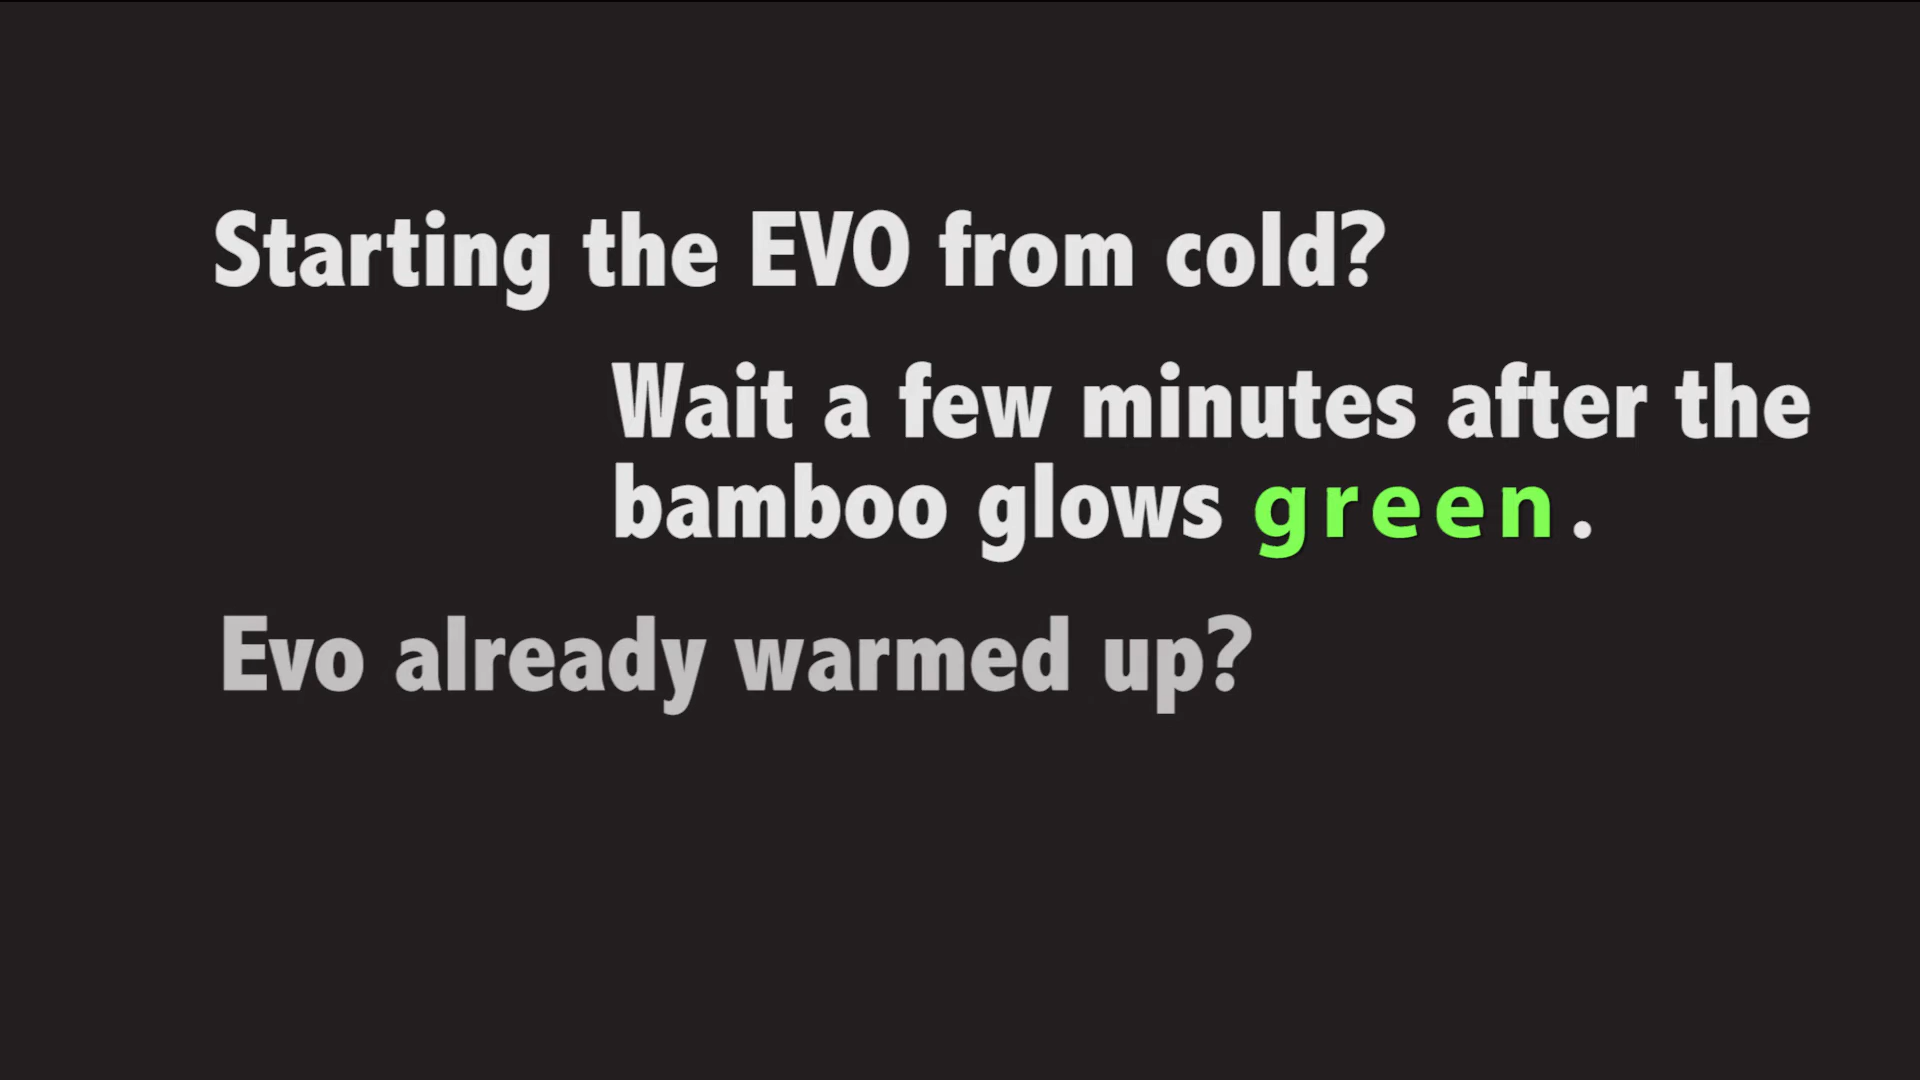 Starting the EVO from cold?
Wait a few minutes after the
bamboo glows green.
Evo already warmed up?